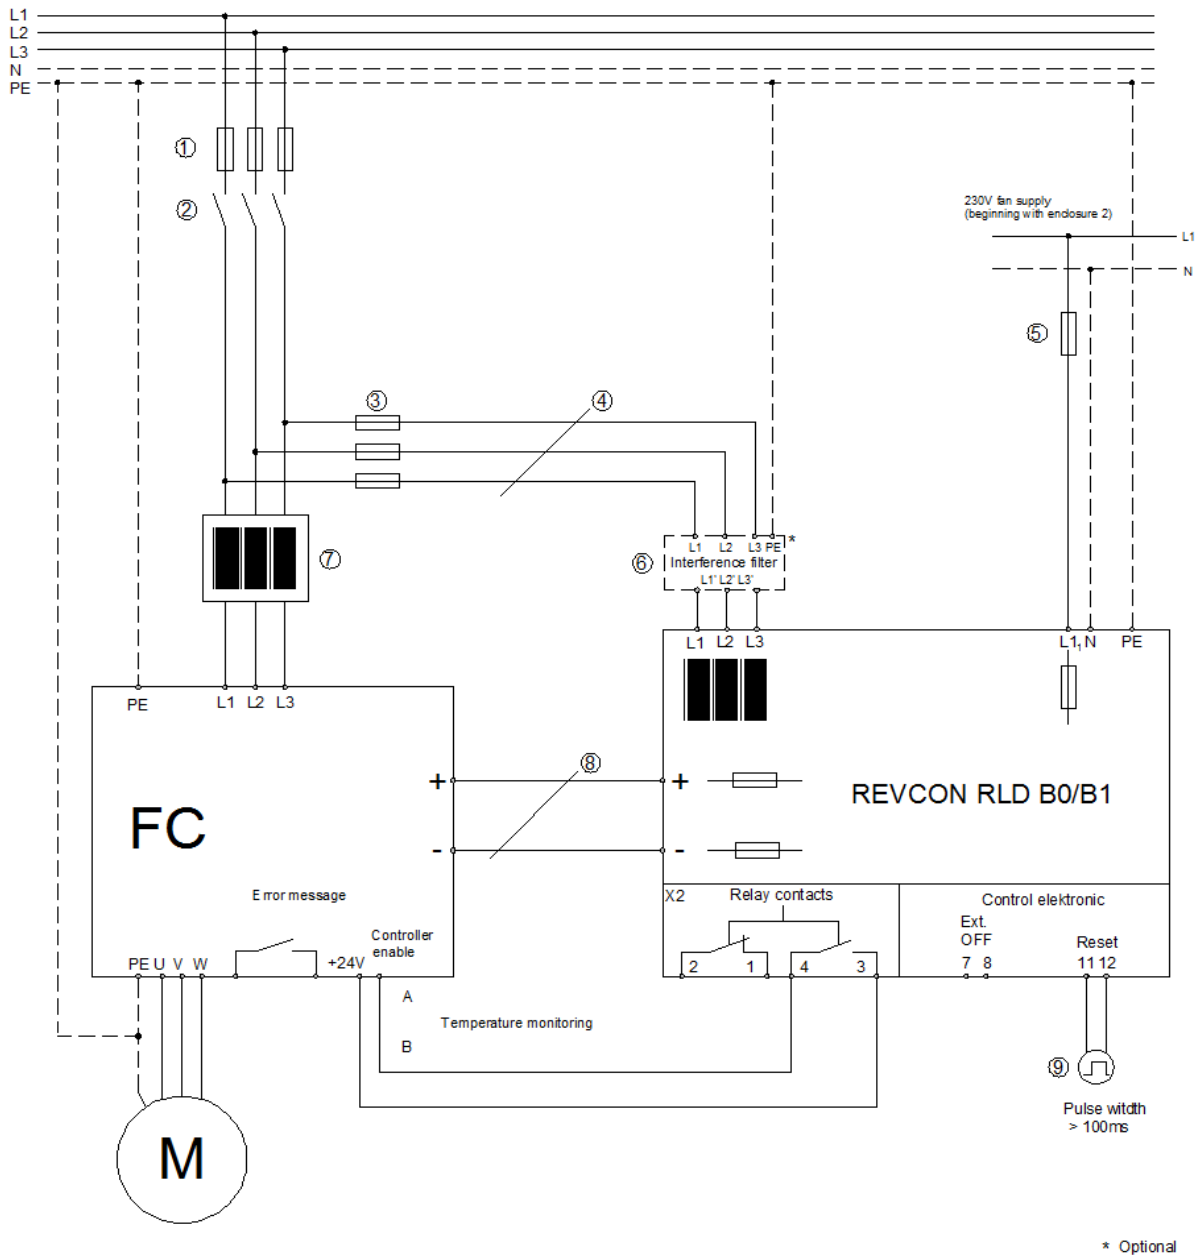 L1
L2
L3
N
PE
①
②
230V fan supply
(beginning with enclosure 2)
L1
N
⑤
③
④
⑦
⑥
L1 L2 L3 PE *
Interference filter
L1' L2' L3'
L1 L2 L3
L1, N PE
PE
L1 L2 L3
+
⑧
+
REVCON RLD B0/B1
FC
-
-
Error message
X2
Relay contacts
Control elektronic
Ext.
OFF
Reset
Controller
enable
PE U V W
+24V
2 1 4 3
7 8
11 12
A
Temperature monitoring
B
⑨
Pulse witdth
> 100ms
M
* Optional